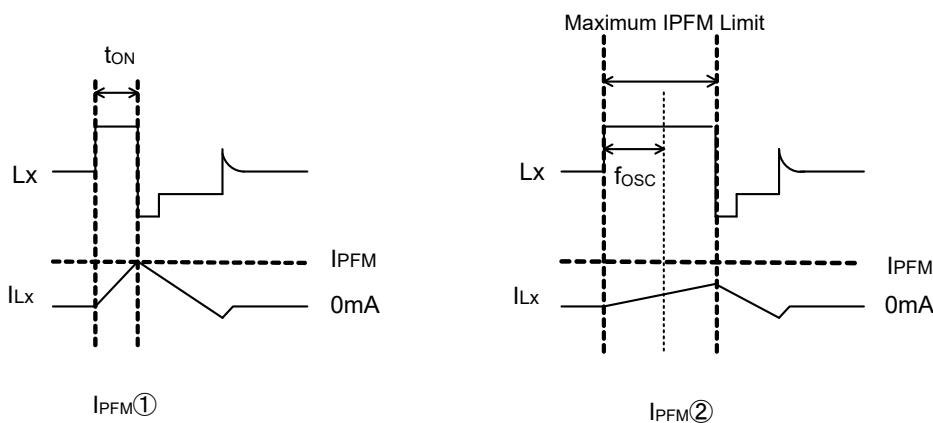 tON
Lx
IPFM
ILx
0mA
IPFM①
Maximum IPFM Limit
Lx
fOSC
IPFM
ILx
0mA
IPFM②